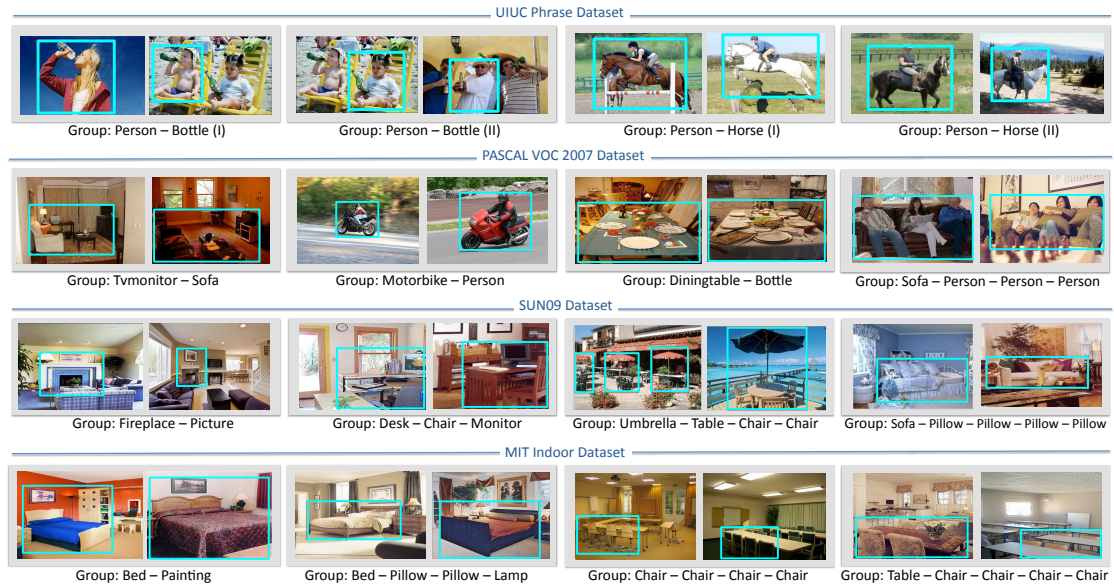 UIUC Phrase Dataset
Group: Person – Bottle (I)
Group: Person – Bottle (II)
Group: Person – Horse (I)
Group: Person – Horse (II)
PASCAL VOC 2007 Dataset
Group: Tvmonitor – Sofa
Group: Motorbike – Person
Group: Diningtable – Bottle
Group: Sofa – Person – Person – Person
SUN09 Dataset
Group: Fireplace – Picture
Group: Desk – Chair – Monitor
Group: Umbrella – Table – Chair – Chair
Group: Sofa – Pillow – Pillow – Pillow – Pillow
MIT Indoor Dataset
Group: Bed – Painting
Group: Bed – Pillow – Pillow – Lamp
Group: Chair – Chair – Chair – Chair
Group: Table – Chair – Chair – Chair – Chair